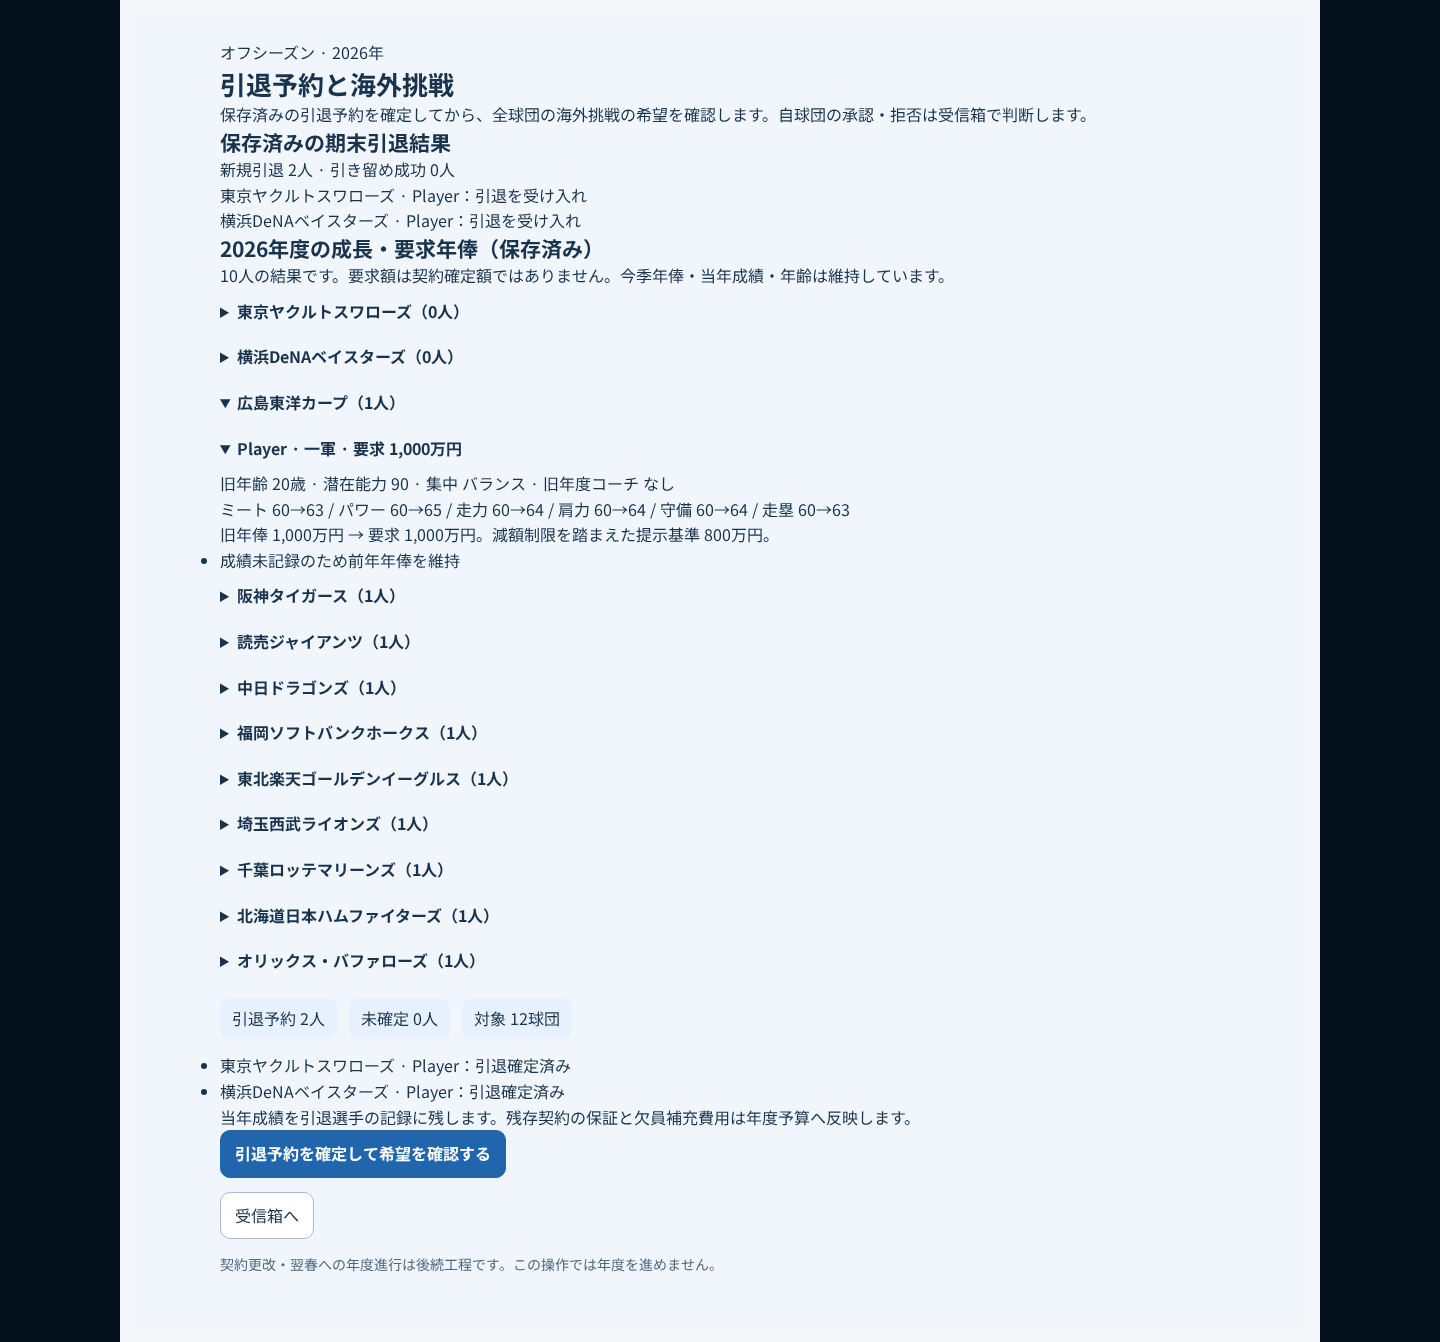 オフシーズン · 2026年
引退予約と海外挑戦
保存済みの引退予約を確定してから、全球団の海外挑戦の希望を確認します。自球団の承認・拒否は受信箱で判断します。
保存済みの期末引退結果
新規引退 2人 · 引き留め成功 0人
東京ヤクルトスワローズ · Player：引退を受け入れ
横浜DeNAベイスターズ · Player：引退を受け入れ
2026年度の成長・要求年俸（保存済み）
10人の結果です。要求額は契約確定額ではありません。今季年俸・当年成績・年齢は維持しています。
▶ 東京ヤクルトスワローズ（0人）
▶ 横浜DeNAベイスターズ（0人）
▼ 広島東洋カープ（1人）
▼ Player · 一軍 · 要求 1,000万円
旧年齢 20歳 · 潜在能力 90 · 集中 バランス · 旧年度コーチ なし
ミート 60→63 / パワー 60→65 / 走力 60→64 / 肩力 60→64 / 守備 60→64 / 走塁 60→63
旧年俸 1,000万円 → 要求 1,000万円。減額制限を踏まえた提示基準 800万円。
• 成績未記録のため前年年俸を維持
▶ 阪神タイガース（1人）
▶ 読売ジャイアンツ（1人）
▶ 中日ドラゴンズ（1人）
▶ 福岡ソフトバンクホークス（1人）
▶ 東北楽天ゴールデンイーグルス（1人）
▶ 埼玉西武ライオンズ（1人）
▶ 千葉ロッテマリーンズ（1人）
▶ 北海道日本ハムファイターズ（1人）
▶ オリックス・バファローズ（1人）
引退予約 2人 未確定 0人 対象 12球団
• 東京ヤクルトスワローズ · Player：引退確定済み
• 横浜DeNAベイスターズ · Player：引退確定済み
当年成績を引退選手の記録に残します。残存契約の保証と欠員補充費用は年度予算へ反映します。
引退予約を確定して希望を確認する
受信箱へ
契約更改・翌春への年度進行は後続工程です。この操作では年度を進めません。